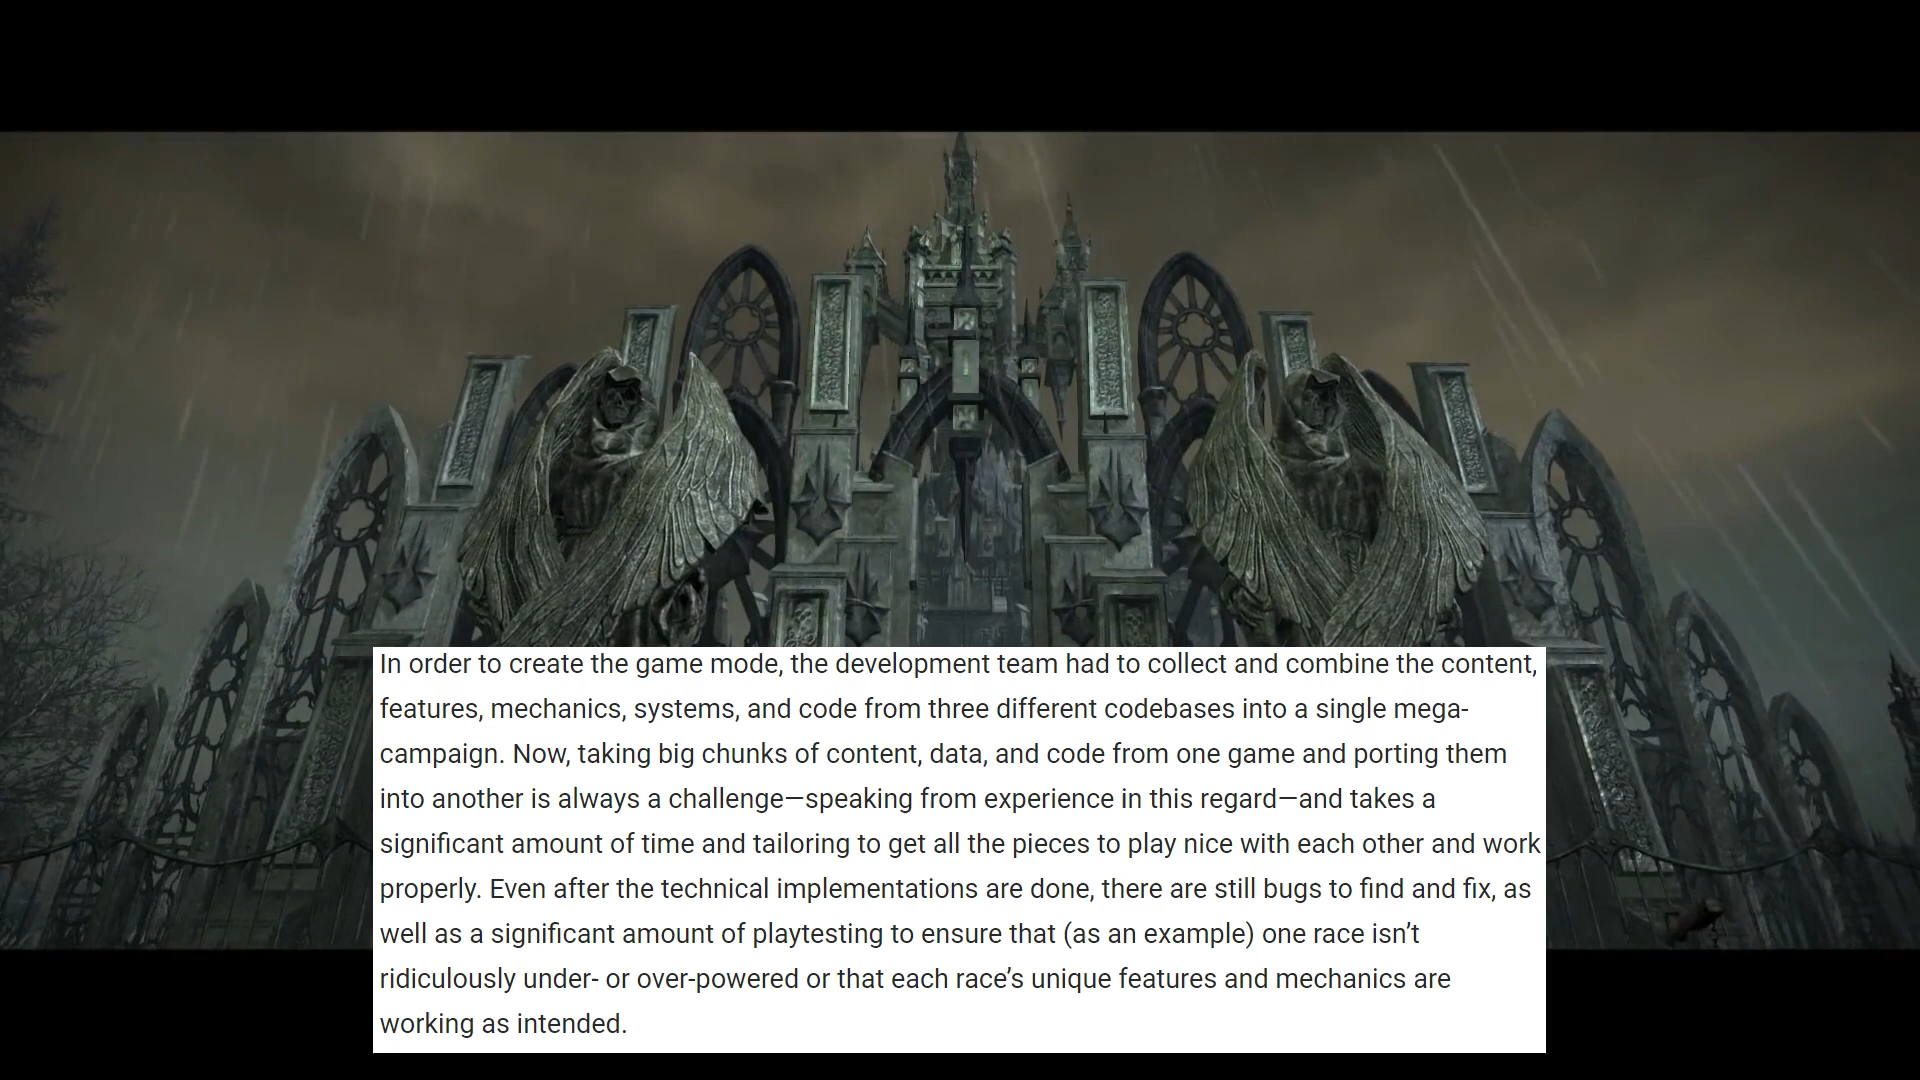 In order to create the game mode, the development team had to collect and combine the content,
features, mechanics, systems, and code from three different codebases into a single mega-
campaign. Now, taking big chunks of content, data, and code from one game and porting them
into another is always a challenge—speaking from experience in this regard—and takes a
significant amount of time and tailoring to get all the pieces to play nice with each other and work
properly. Even after the technical implementations are done, there are still bugs to find and fix, as
well as a significant amount of playtesting to ensure that (as an example) one race isn’t
ridiculously under- or over-powered or that each race’s unique features and mechanics are
working as intended.